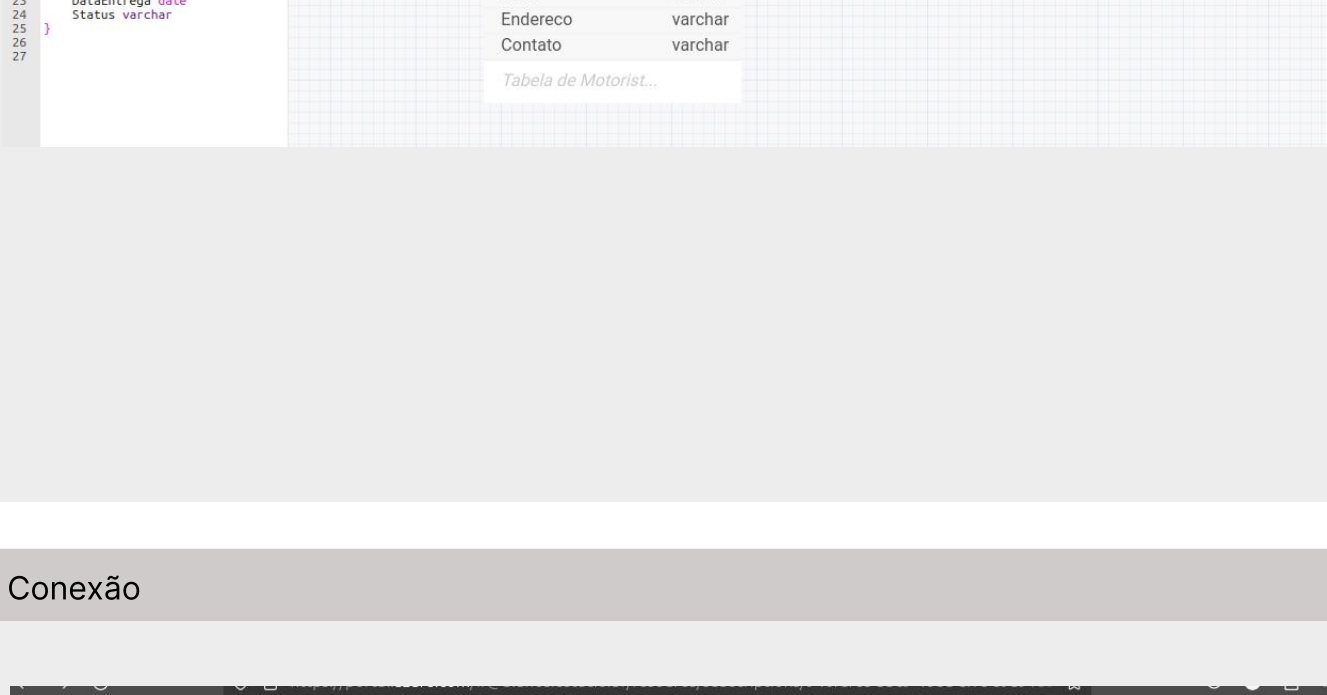 23 DataEntrega date
24 Status varchar
25 }
26
27
Endereco varchar
Contato varchar
Tabela de Motorist...
Conexão